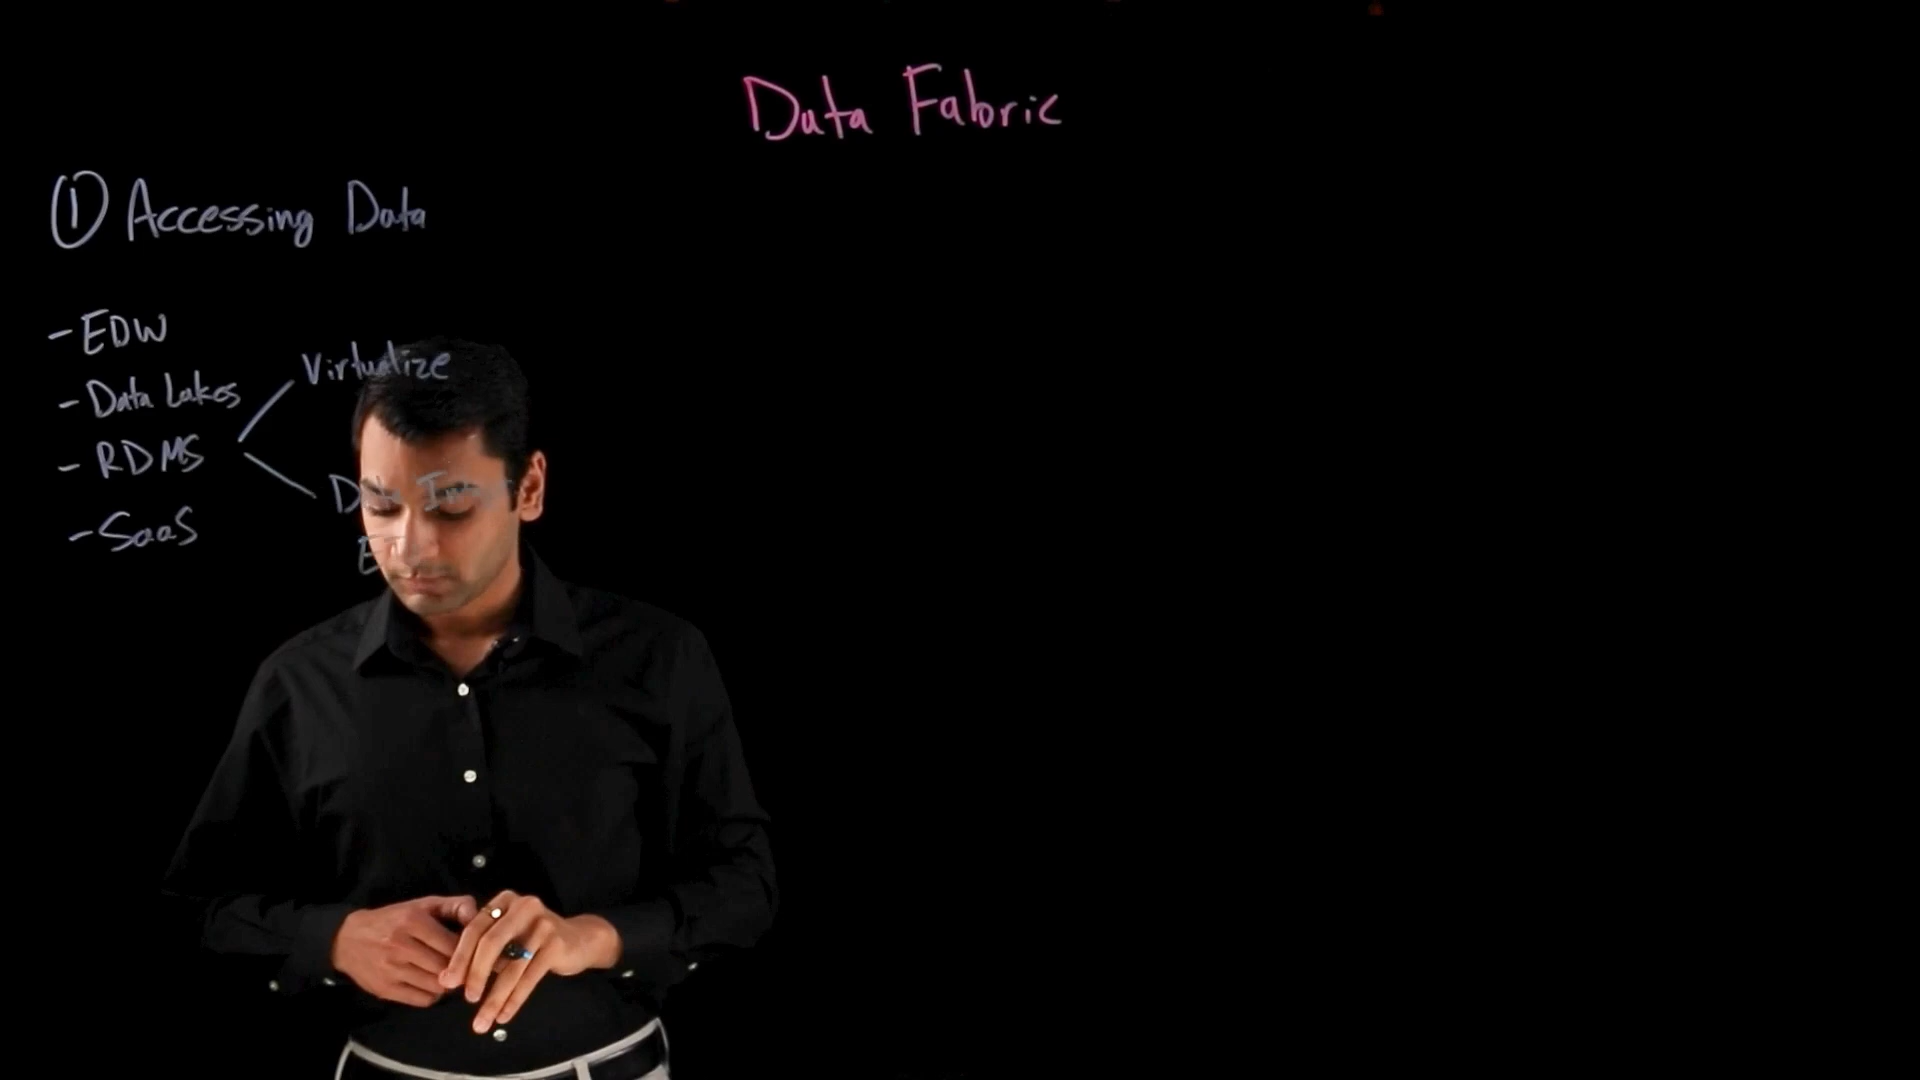 Data Fabric
① Accessing Data
- EDW
Virtualize
- Data Lakes
- RDMS
- SaaS